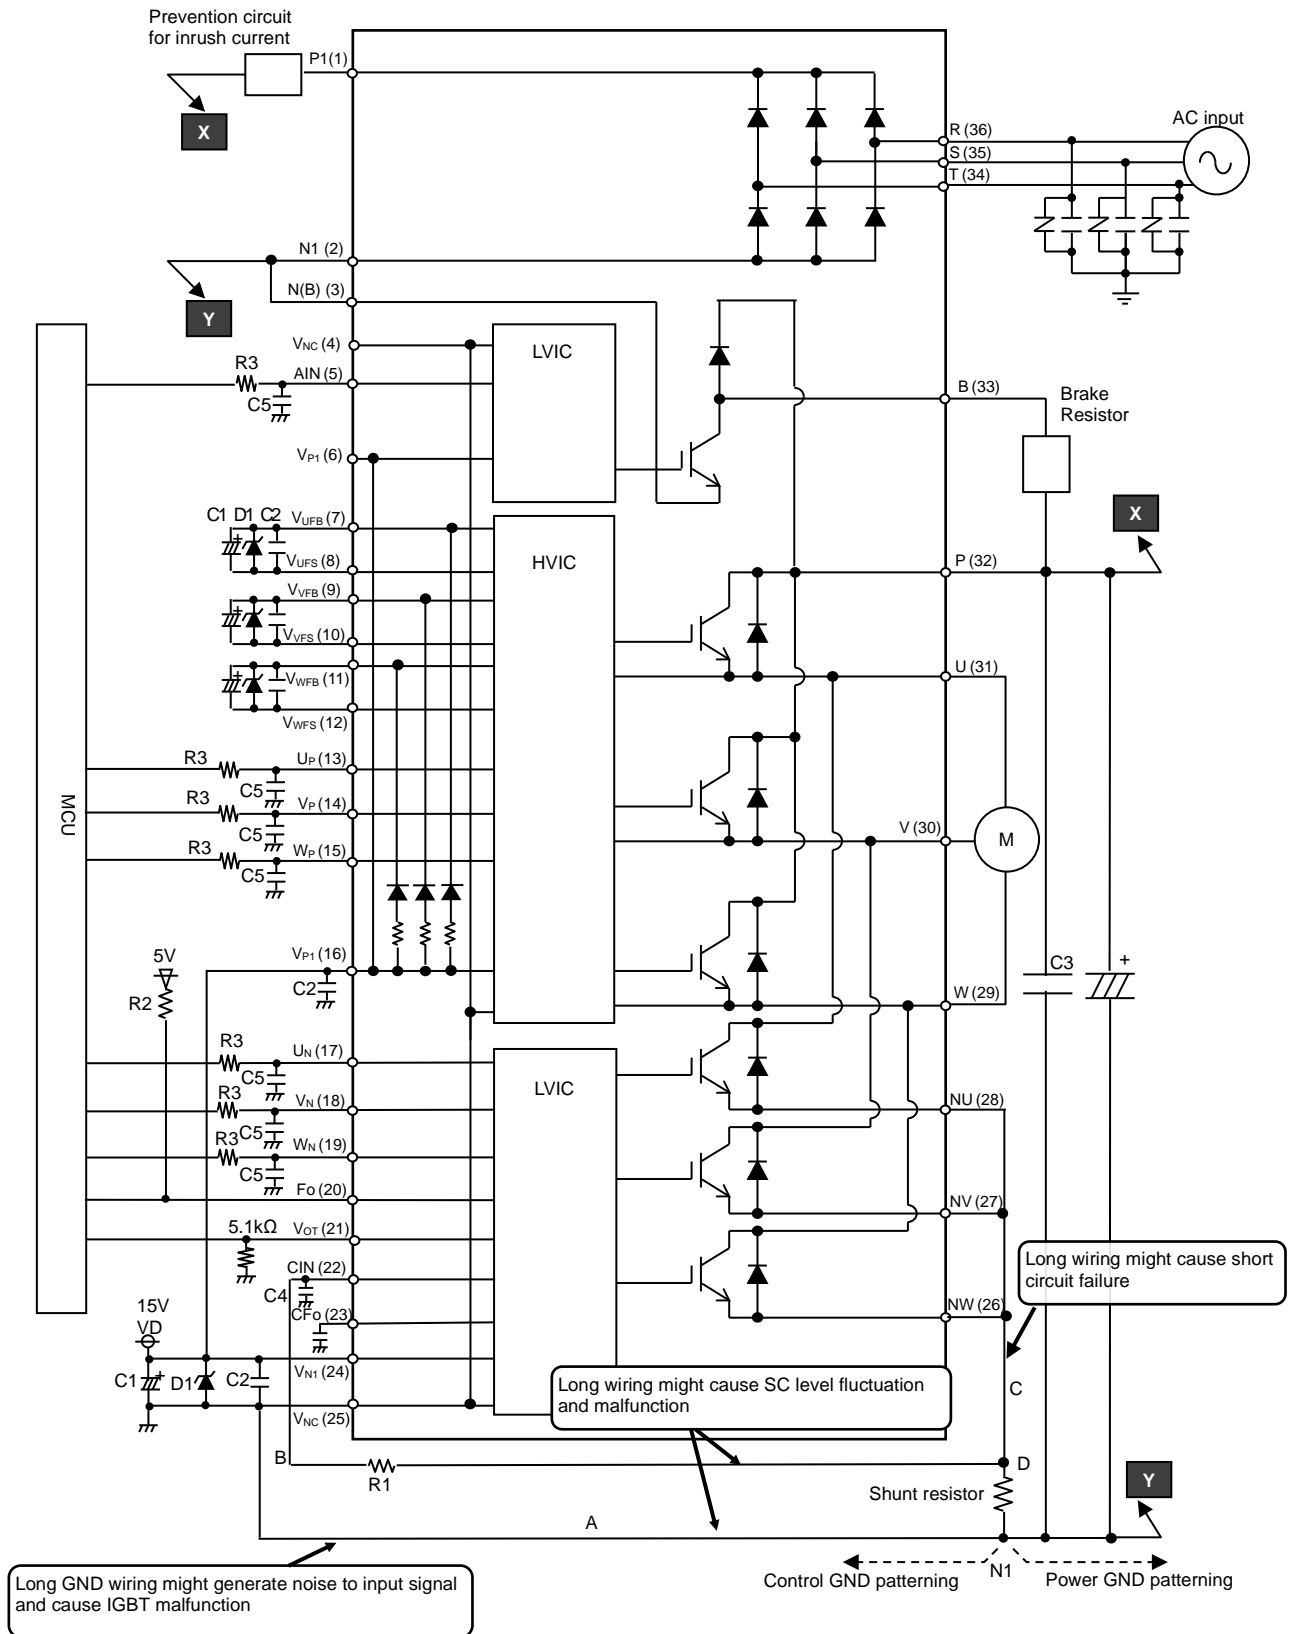 Prevention circuit
for inrush current
P1(1)
X
AC input
R (36)
S (35)
T (34)
N1 (2)
N(B) (3)
Y
VNC (4)
LVIC
R3
AIN (5)
C5
B (33)
Brake
Resistor
VP1 (6)
X
C1 D1 C2
VUFB (7)
VUFS (8)
HVIC
P (32)
VVFB (9)
VVFS (10)
VWFB (11)
U (31)
VWFS (12)
R3
UP (13)
C5
MCU
R3
VP (14)
C5
V (30)
M
R3
WP (15)
C5
5V
VP1 (16)
C2
R2
C3
+
W (29)
R3
UN (17)
C5
LVIC
R3
VN (18)
C5
NU (28)
R3
WN (19)
C5
Fo (20)
NV (27)
5.1kΩ
VOT (21)
CIN (22)
C4
Long wiring might cause short
circuit failure
CFo (23)
NW (26)
15V
VD
VN1 (24)
C1
+
D1
C2
Long wiring might cause SC level fluctuation
and malfunction
C
VNC (25)
B
R1
D
Y
Shunt resistor
A
Control GND patterning
N1
Power GND patterning
Long GND wiring might generate noise to input signal
and cause IGBT malfunction